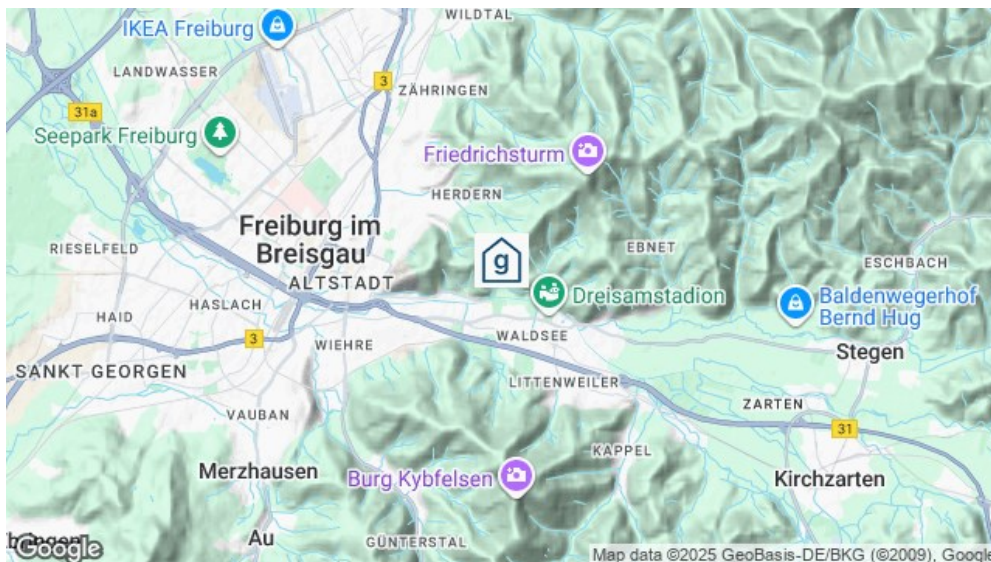 WILDTAL
IKEA Freiburg
LANDWASSER
3
ZÄHRINGEN
31a
Seepark Freiburg
Friedrichsturm
HERDERN
Freiburg im
Breisgau
RIESELFELD
EBNET
ESCHBACH
g
ALTSTADT
Dreisamstadion
Baldenwegerhof
Bernd Hug
HASLACH
HAID
3
WIEHRE
WALDSEE
Stegen
SANKT GEORGEN
LITTENWEILER
VAUBAN
ZARTEN
31
KAPPEL
Merzhausen
Burg Kybfelsen
Kirchzarten
Au
GÜNTERSTAL
Google
Map data ©2025 GeoBasis-DE/BKG (©2009), Google